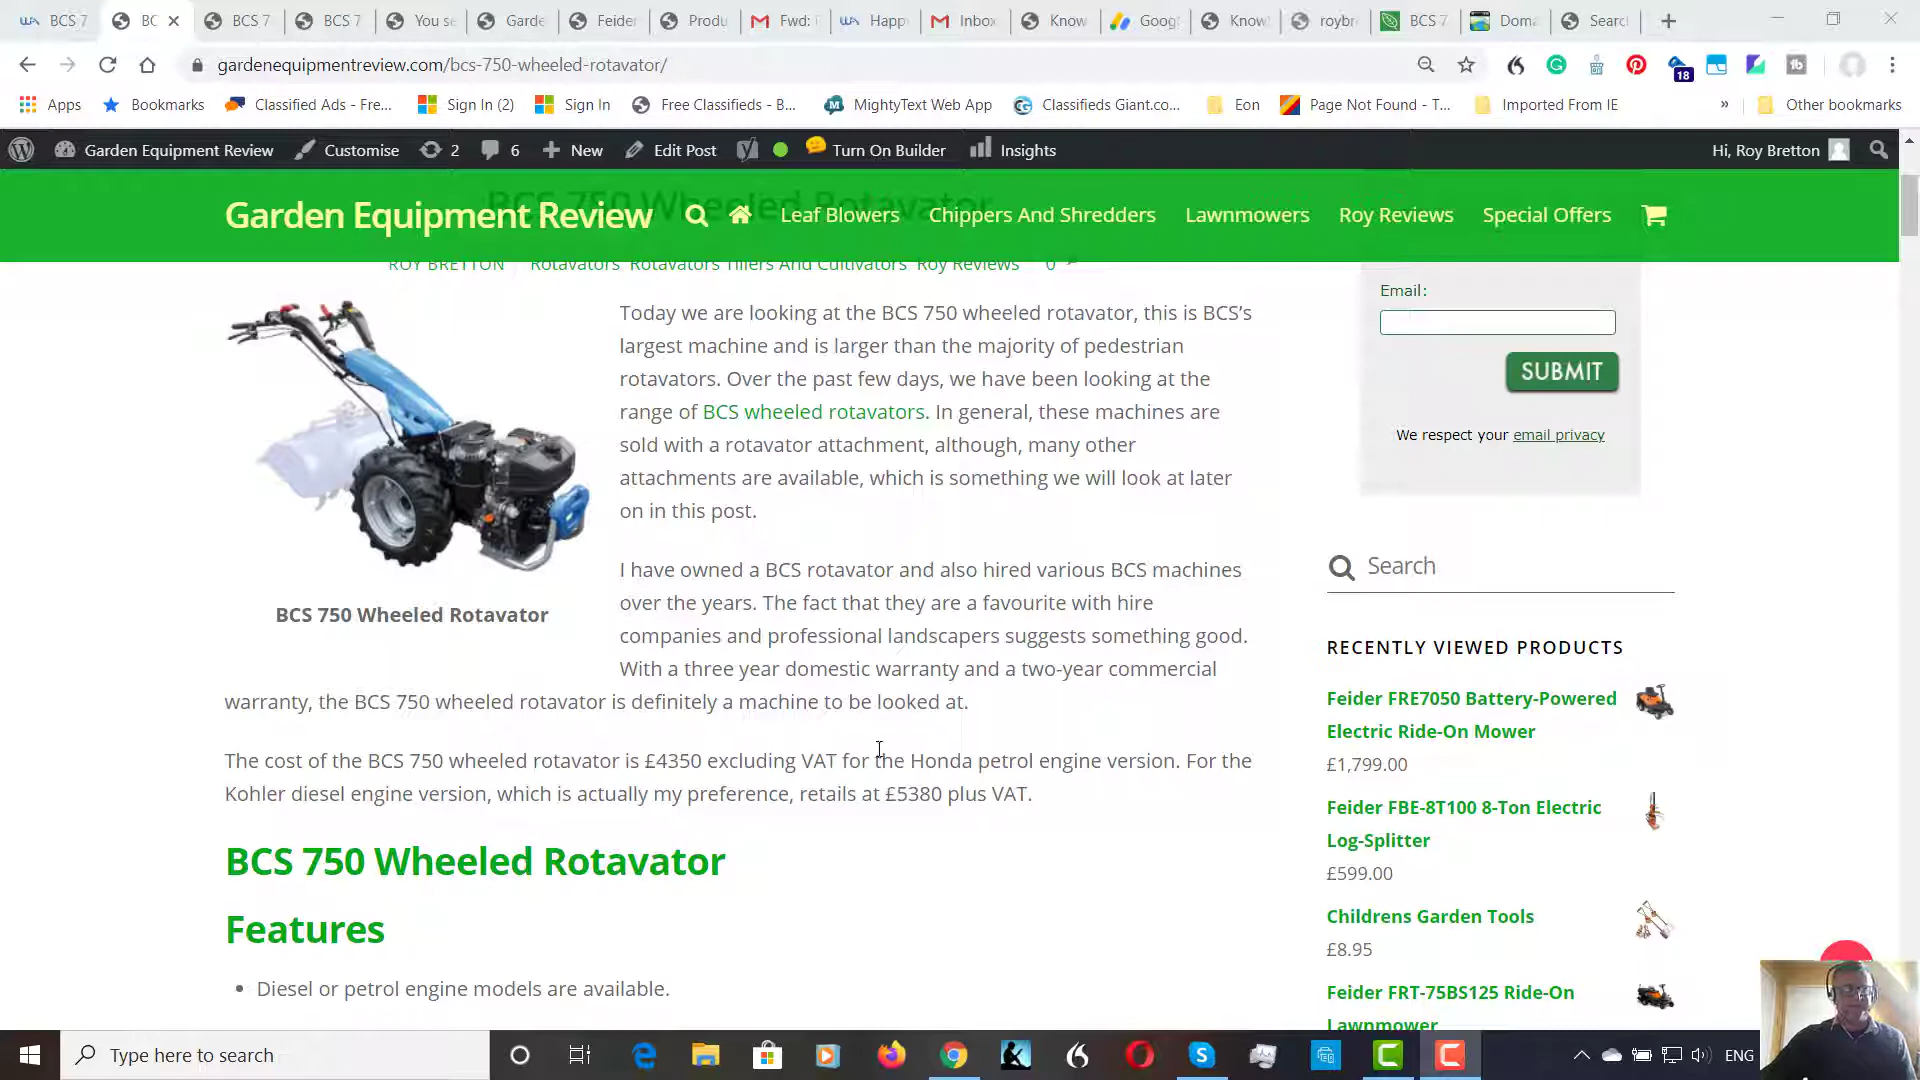 BCS 7
BC
BCS 7
BCS 7
You se
Garde
Feider
Produ
Fwd: T
Happy
Inbox
Know
Goog
Know
roybr
BCS 7
Doma
Searc
gardenequipmentreview.com/bcs-750-wheeled-rotavator/
18
Apps
Bookmarks
Classified Ads - Fre...
Sign In (2)
Sign In
Free Classifieds - B...
MightyText Web App
Classifieds Giant.co...
Eon
Page Not Found - T...
Imported From IE
»
Other bookmarks
Garden Equipment Review
Customise
2
6
New
Edit Post
Turn On Builder
Insights
Hi, Roy Bretton
BCS 750 Wheeled Rotavator
Garden Equipment Review
Leaf Blowers
Chippers And Shredders
Lawnmowers
Roy Reviews
Special Offers
ROY BRETTON Rotavators Rotavators Tillers And Cultivators Roy Reviews 0
Today we are looking at the BCS 750 wheeled rotavator, this is BCS's
largest machine and is larger than the majority of pedestrian
rotavators. Over the past few days, we have been looking at the
range of BCS wheeled rotavators. In general, these machines are
sold with a rotavator attachment, although, many other
attachments are available, which is something we will look at later
on in this post.
BCS 750 Wheeled Rotavator
I have owned a BCS rotavator and also hired various BCS machines
over the years. The fact that they are a favourite with hire
companies and professional landscapers suggests something good.
With a three year domestic warranty and a two-year commercial
warranty, the BCS 750 wheeled rotavator is definitely a machine to be looked at.
The cost of the BCS 750 wheeled rotavator is £4350 excluding VAT for the Honda petrol engine version. For the
Kohler diesel engine version, which is actually my preference, retails at £5380 plus VAT.
BCS 750 Wheeled Rotavator
Features
• Diesel or petrol engine models are available.
Email:
SUBMIT
We respect your email privacy
Search
RECENTLY VIEWED PRODUCTS
Feider FRE7050 Battery-Powered
Electric Ride-On Mower
£1,799.00
Feider FBE-8T100 8-Ton Electric
Log-Splitter
£599.00
Childrens Garden Tools
£8.95
Feider FRT-75BS125 Ride-On
Lawnmower
Type here to search
ENG